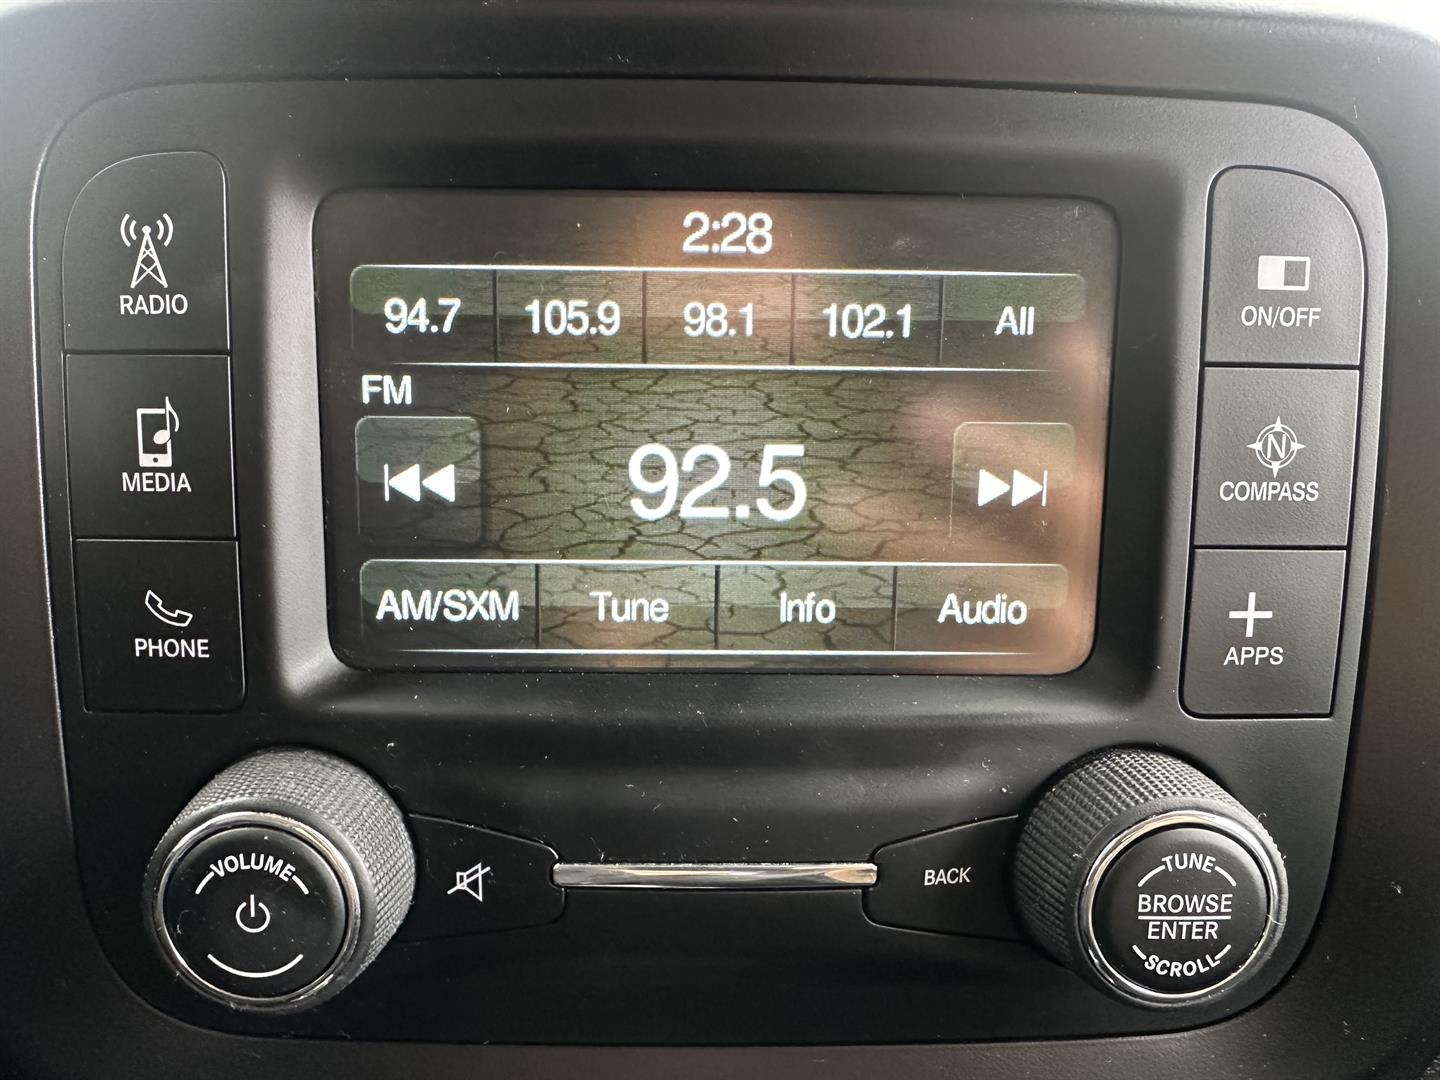 2:28
94.7 105.9 98.1 102.1 All
FM
92.5
AM/SXM Tune Info Audio
RADIO
MEDIA
PHONE
ON/OFF
N
COMPASS
APPS
VOLUME
BACK
TUNE
BROWSE
ENTER
SCROLL